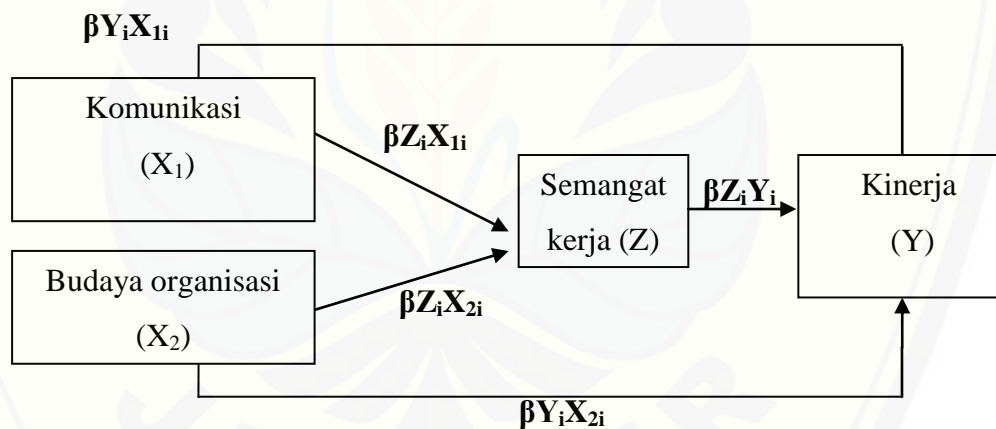 βYᵢX₁ᵢ
Komunikasi
(X₁)
βZᵢX₁ᵢ
Semangat
kerja (Z)
βZᵢYᵢ
Kinerja
(Y)
Budaya organisasi
(X₂)
βZᵢX₂ᵢ
βYᵢX₂ᵢ